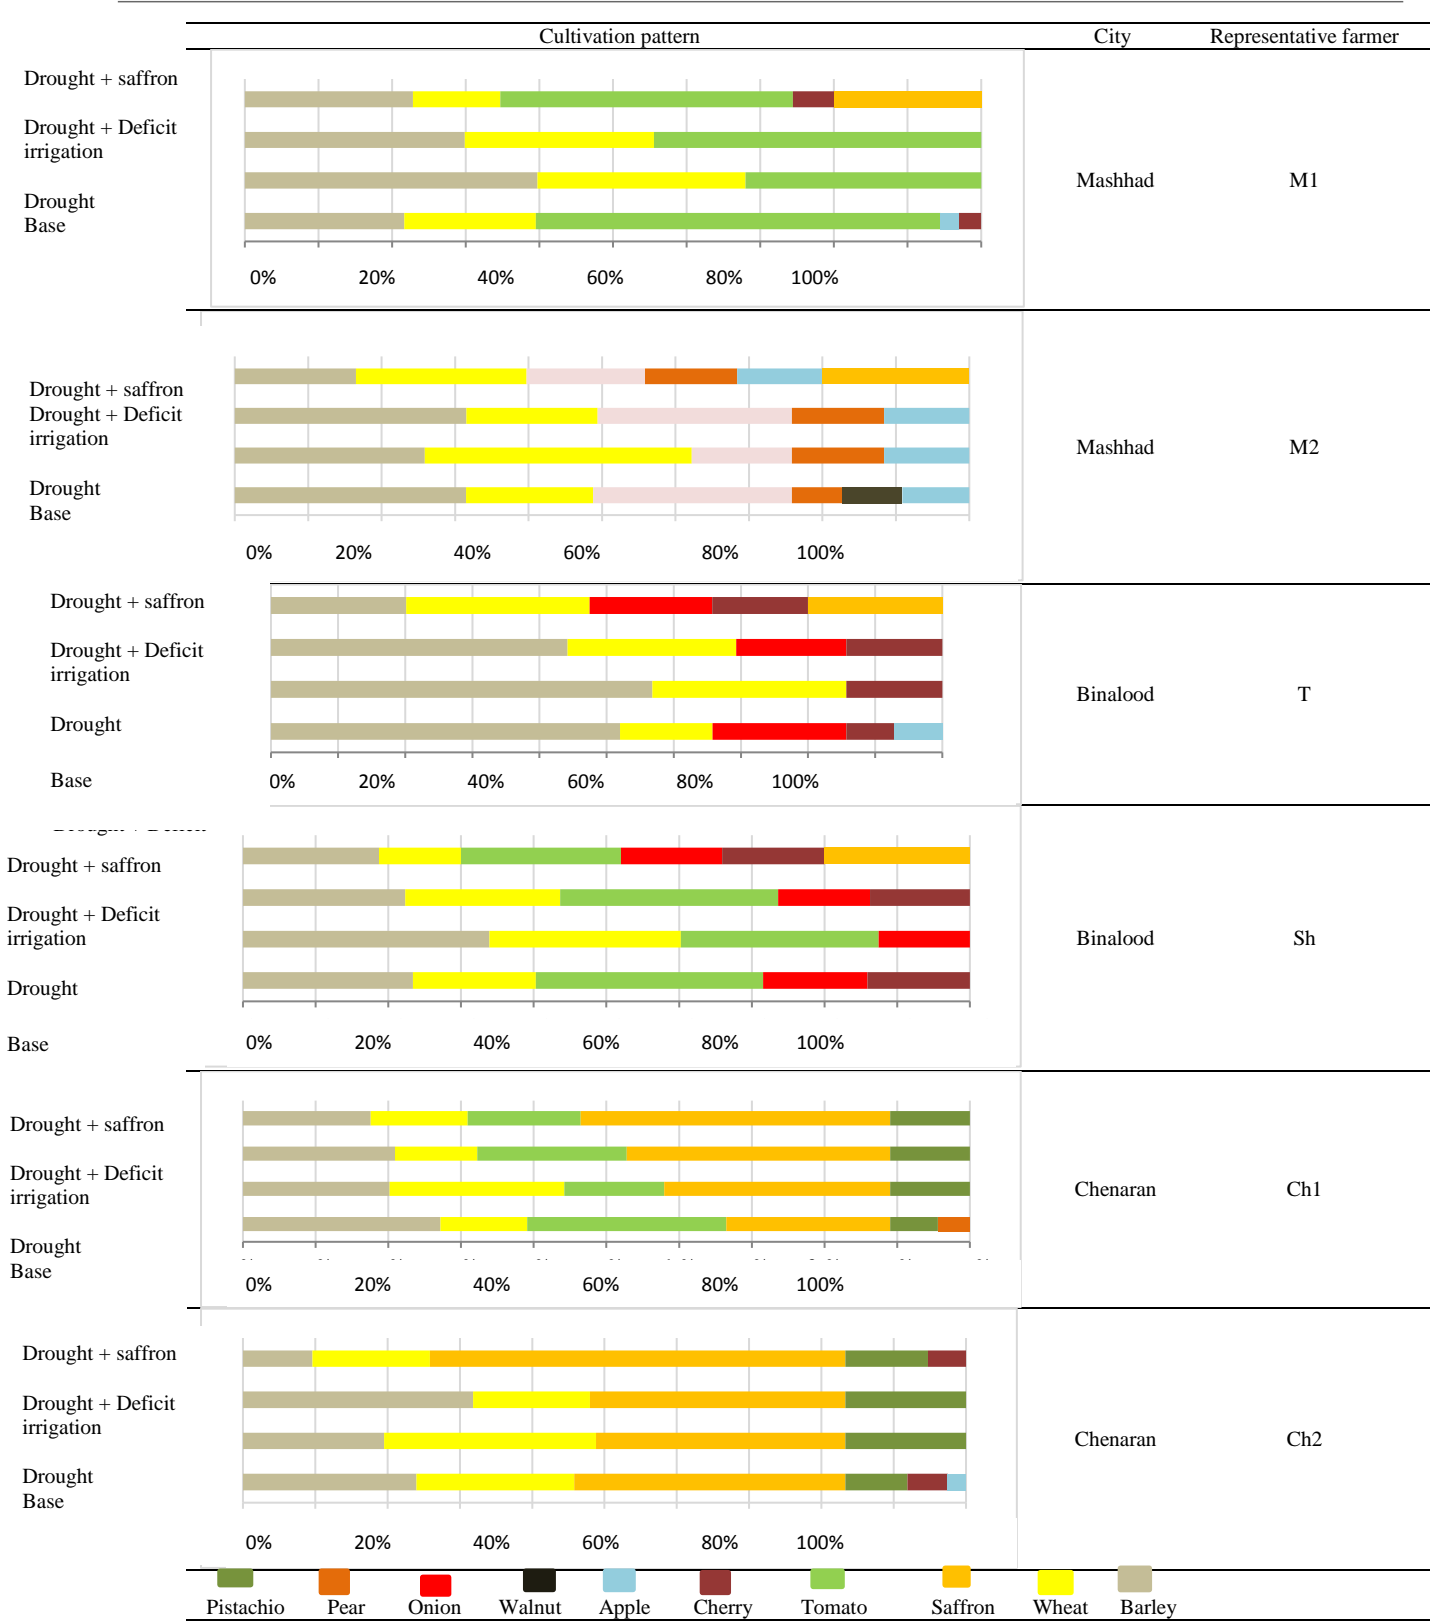 Cultivation pattern City Representative farmer
Drought + saffron
Drought + Deficit
irrigation
Drought
Base
0% 20% 40% 60% 80% 100%
Mashhad M1
Drought + saffron
Drought + Deficit
irrigation
Drought
Base
0% 20% 40% 60% 80% 100%
Mashhad M2
Drought + saffron
Drought + Deficit
irrigation
Drought
Base
0% 20% 40% 60% 80% 100%
Binalood T
Drought + saffron
Drought + Deficit
irrigation
Drought
Base
0% 20% 40% 60% 80% 100%
Binalood Sh
Drought + saffron
Drought + Deficit
irrigation
Drought
Base
0% 20% 40% 60% 80% 100%
Chenaran Ch1
Drought + saffron
Drought + Deficit
irrigation
Drought
Base
0% 20% 40% 60% 80% 100%
Chenaran Ch2
Pistachio Pear Onion Walnut Apple Cherry Tomato Saffron Wheat Barley